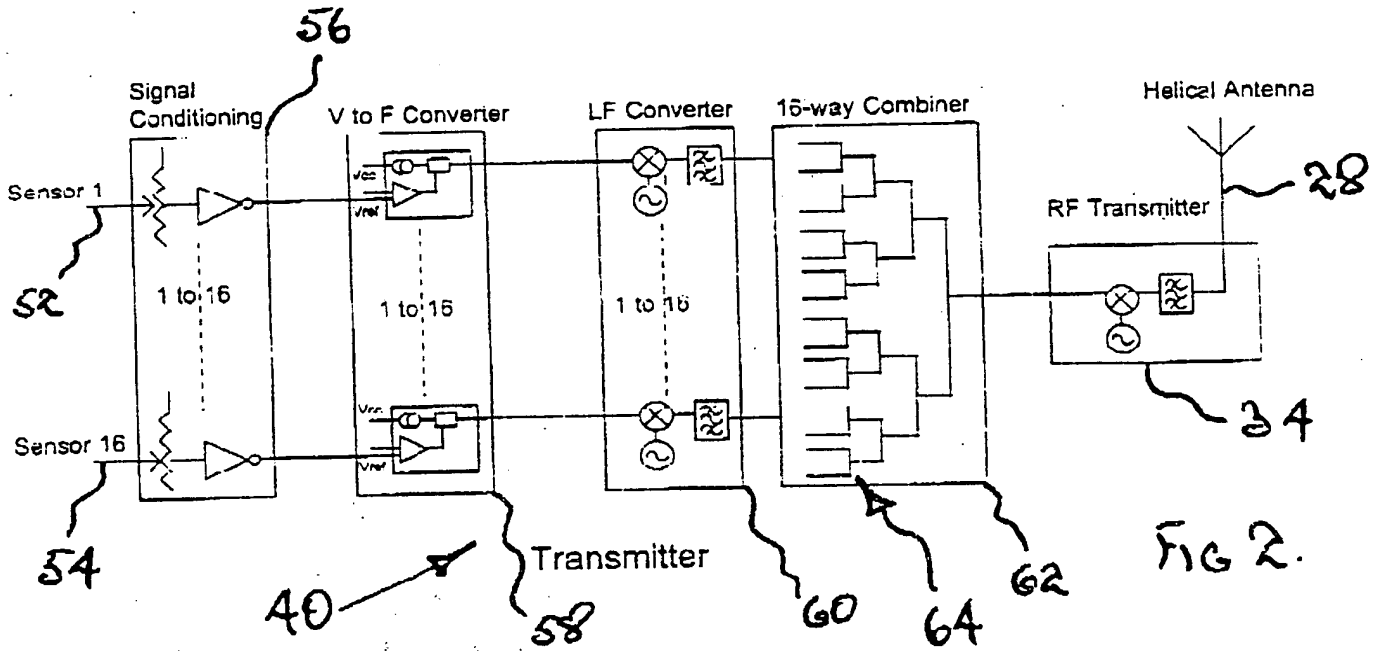 56
Signal
Conditioning
V to F Converter
LF Converter
16-way Combiner
Helical Antenna
Sensor 1
Vcc
Vref
28
RF Transmitter
52
1 to 16
1 to 16
1 to 16
Sensor 16
Vcc
Vref
34
54
40
Transmitter
58
60
64
62
FIG 2.